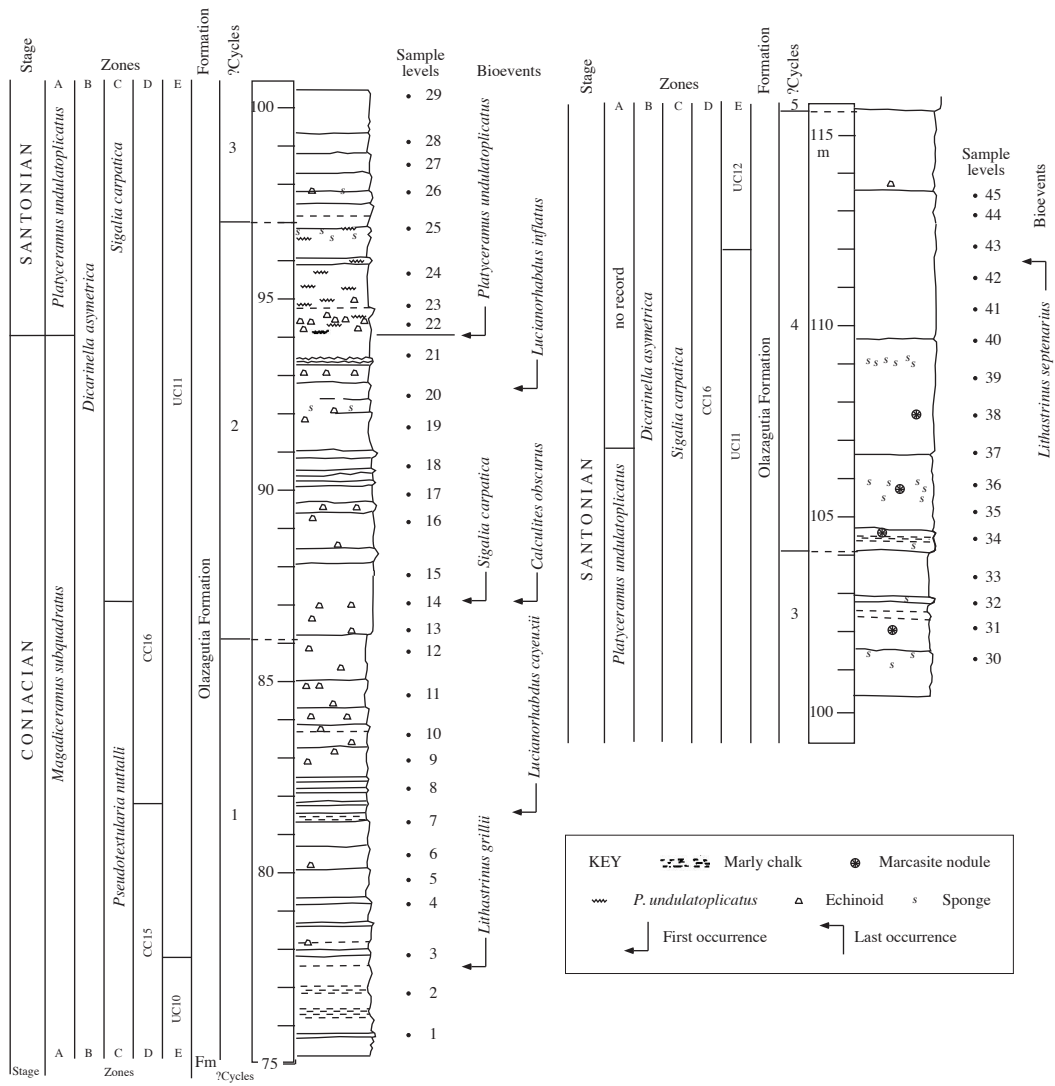 Stage
Zones
Formation
?Cycles
Sample
levels
Bioevents
A B C D E
SANTONIAN
CONIACIAN
Platyceramus undulatoplicatus
Magadiceramus subquadratus
Dicarinella asymetrica
Sigalia carpatica
Pseudotextularia nuttalli
CC16
CC15
UC11
UC10
Olazagutia Formation
3
2
1
100
95
90
85
80
75
29
28
27
26
25
24
23
22
21
20
19
18
17
16
15
14
13
12
11
10
9
8
7
6
5
4
3
2
1
s
s s s s
s s
Platyceramus undulatoplicatus
Lucianorhabdus inflatus
Sigalia carpatica
Calculites obscurus
Lucianorhabdus cayeuxii
Lithastrinus grillii
A B C D E
Stage
Zones
Fm
?Cycles
Stage
Zones
Formation
?Cycles
A B C D E
SANTONIAN
no record
Platyceramus undulatoplicatus
Dicarinella asymetrica
Sigalia carpatica
CC16
UC12
UC11
Olazagutia Formation
5
4
3
115
m
110
105
100
Sample
levels
Bioevents
45
44
43
42
41
40
39
38
37
36
35
34
33
32
31
30
s s s s s s
s s s s
s s s
s
s
s s s
Lithastrinus septenarius
KEY Marly chalk Marcasite nodule
P. undulatoplicatus Echinoid s Sponge
First occurrence Last occurrence